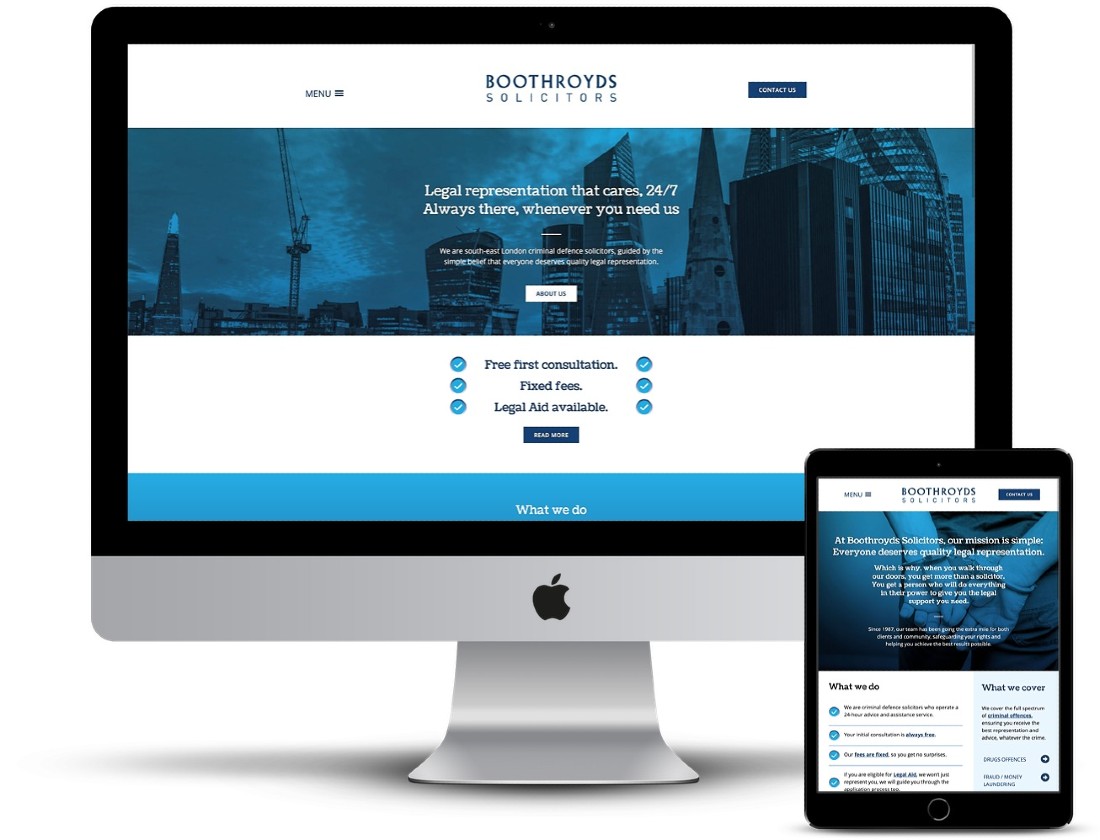 MENU
BOOTHROYDS
SOLICITORS
CONTACT US
Legal representation that cares, 24/7
Always there, whenever you need us
We are south-east London criminal defence solicitors, guided by the
simple belief that everyone deserves quality legal representation.
ABOUT US
Free first consultation.
Fixed fees.
Legal Aid available.
READ MORE
What we do
MENU
BOOTHROYDS
SOLICITORS
CONTACT US
At Boothroyds Solicitors, our mission is simple:
Everyone deserves quality legal representation.
Which is why, when you walk through
our doors, you get more than a solicitor.
You get a person who will do everything
in their power to give you the legal
support you need.
Since 1987, our team has been going the extra mile for both
clients and community, safeguarding your rights and
helping you achieve the best results possible.
What we do
We are criminal defence solicitors who operate a
24-hour advice and assistance service.
Your initial consultation is always free.
Our fees are fixed, so you get no surprises.
If you are eligible for Legal Aid, we won't just
represent you, we will guide you through the
application process too.
What we cover
We cover the full spectrum
of criminal offences,
ensuring you receive the
best representation and
advice, whatever the crime.
DRUGS OFFENCES
FRAUD / MONEY
LAUNDERING